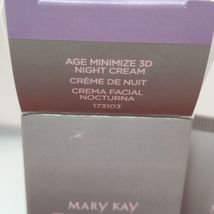 AGE MINIMIZE 3D
NIGHT CREAM
CRÈME DE NUIT
CREMA FACIAL
NOCTURNA
173103
MARY KAY